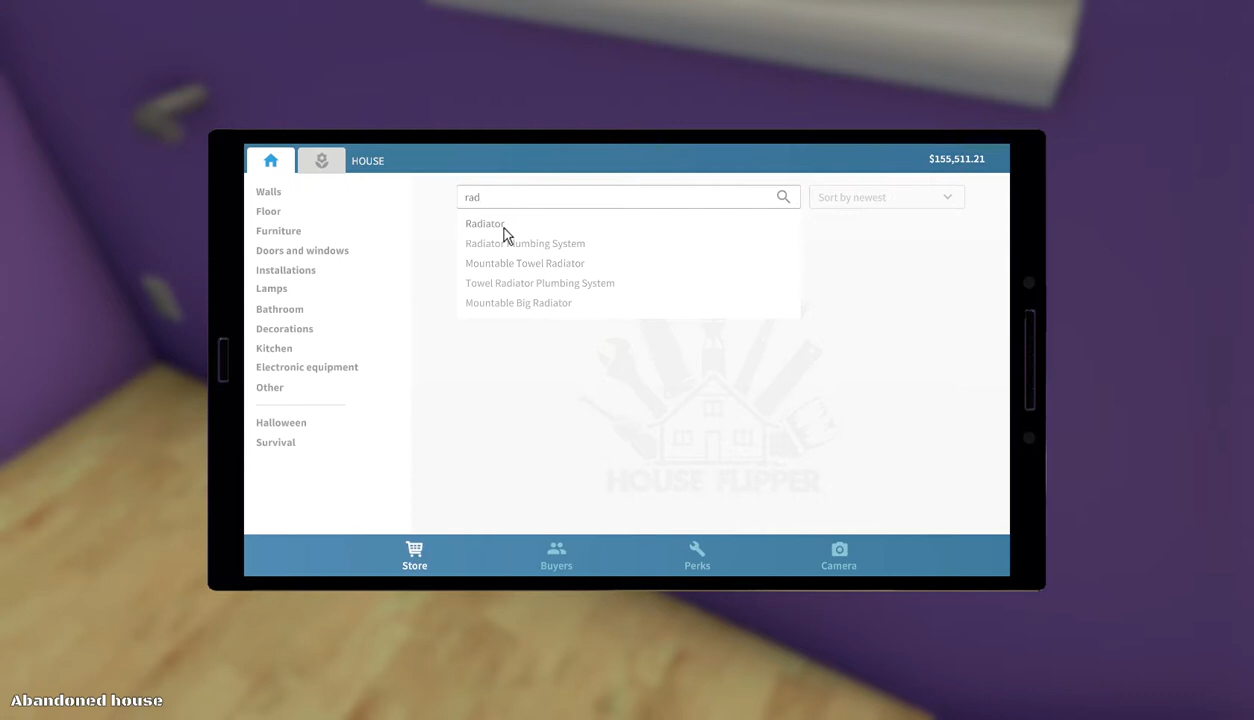 HOUSE
$155,511.21
Walls
Floor
Furniture
Doors and windows
Installations
Lamps
Bathroom
Decorations
Kitchen
Electronic equipment
Other
Halloween
Survival
rad
Sort by newest
Radiator
Radiator Plumbing System
Mountable Towel Radiator
Towel Radiator Plumbing System
Mountable Big Radiator
HOUSE FLIPPER
Store
Buyers
Perks
Camera
Abandoned house